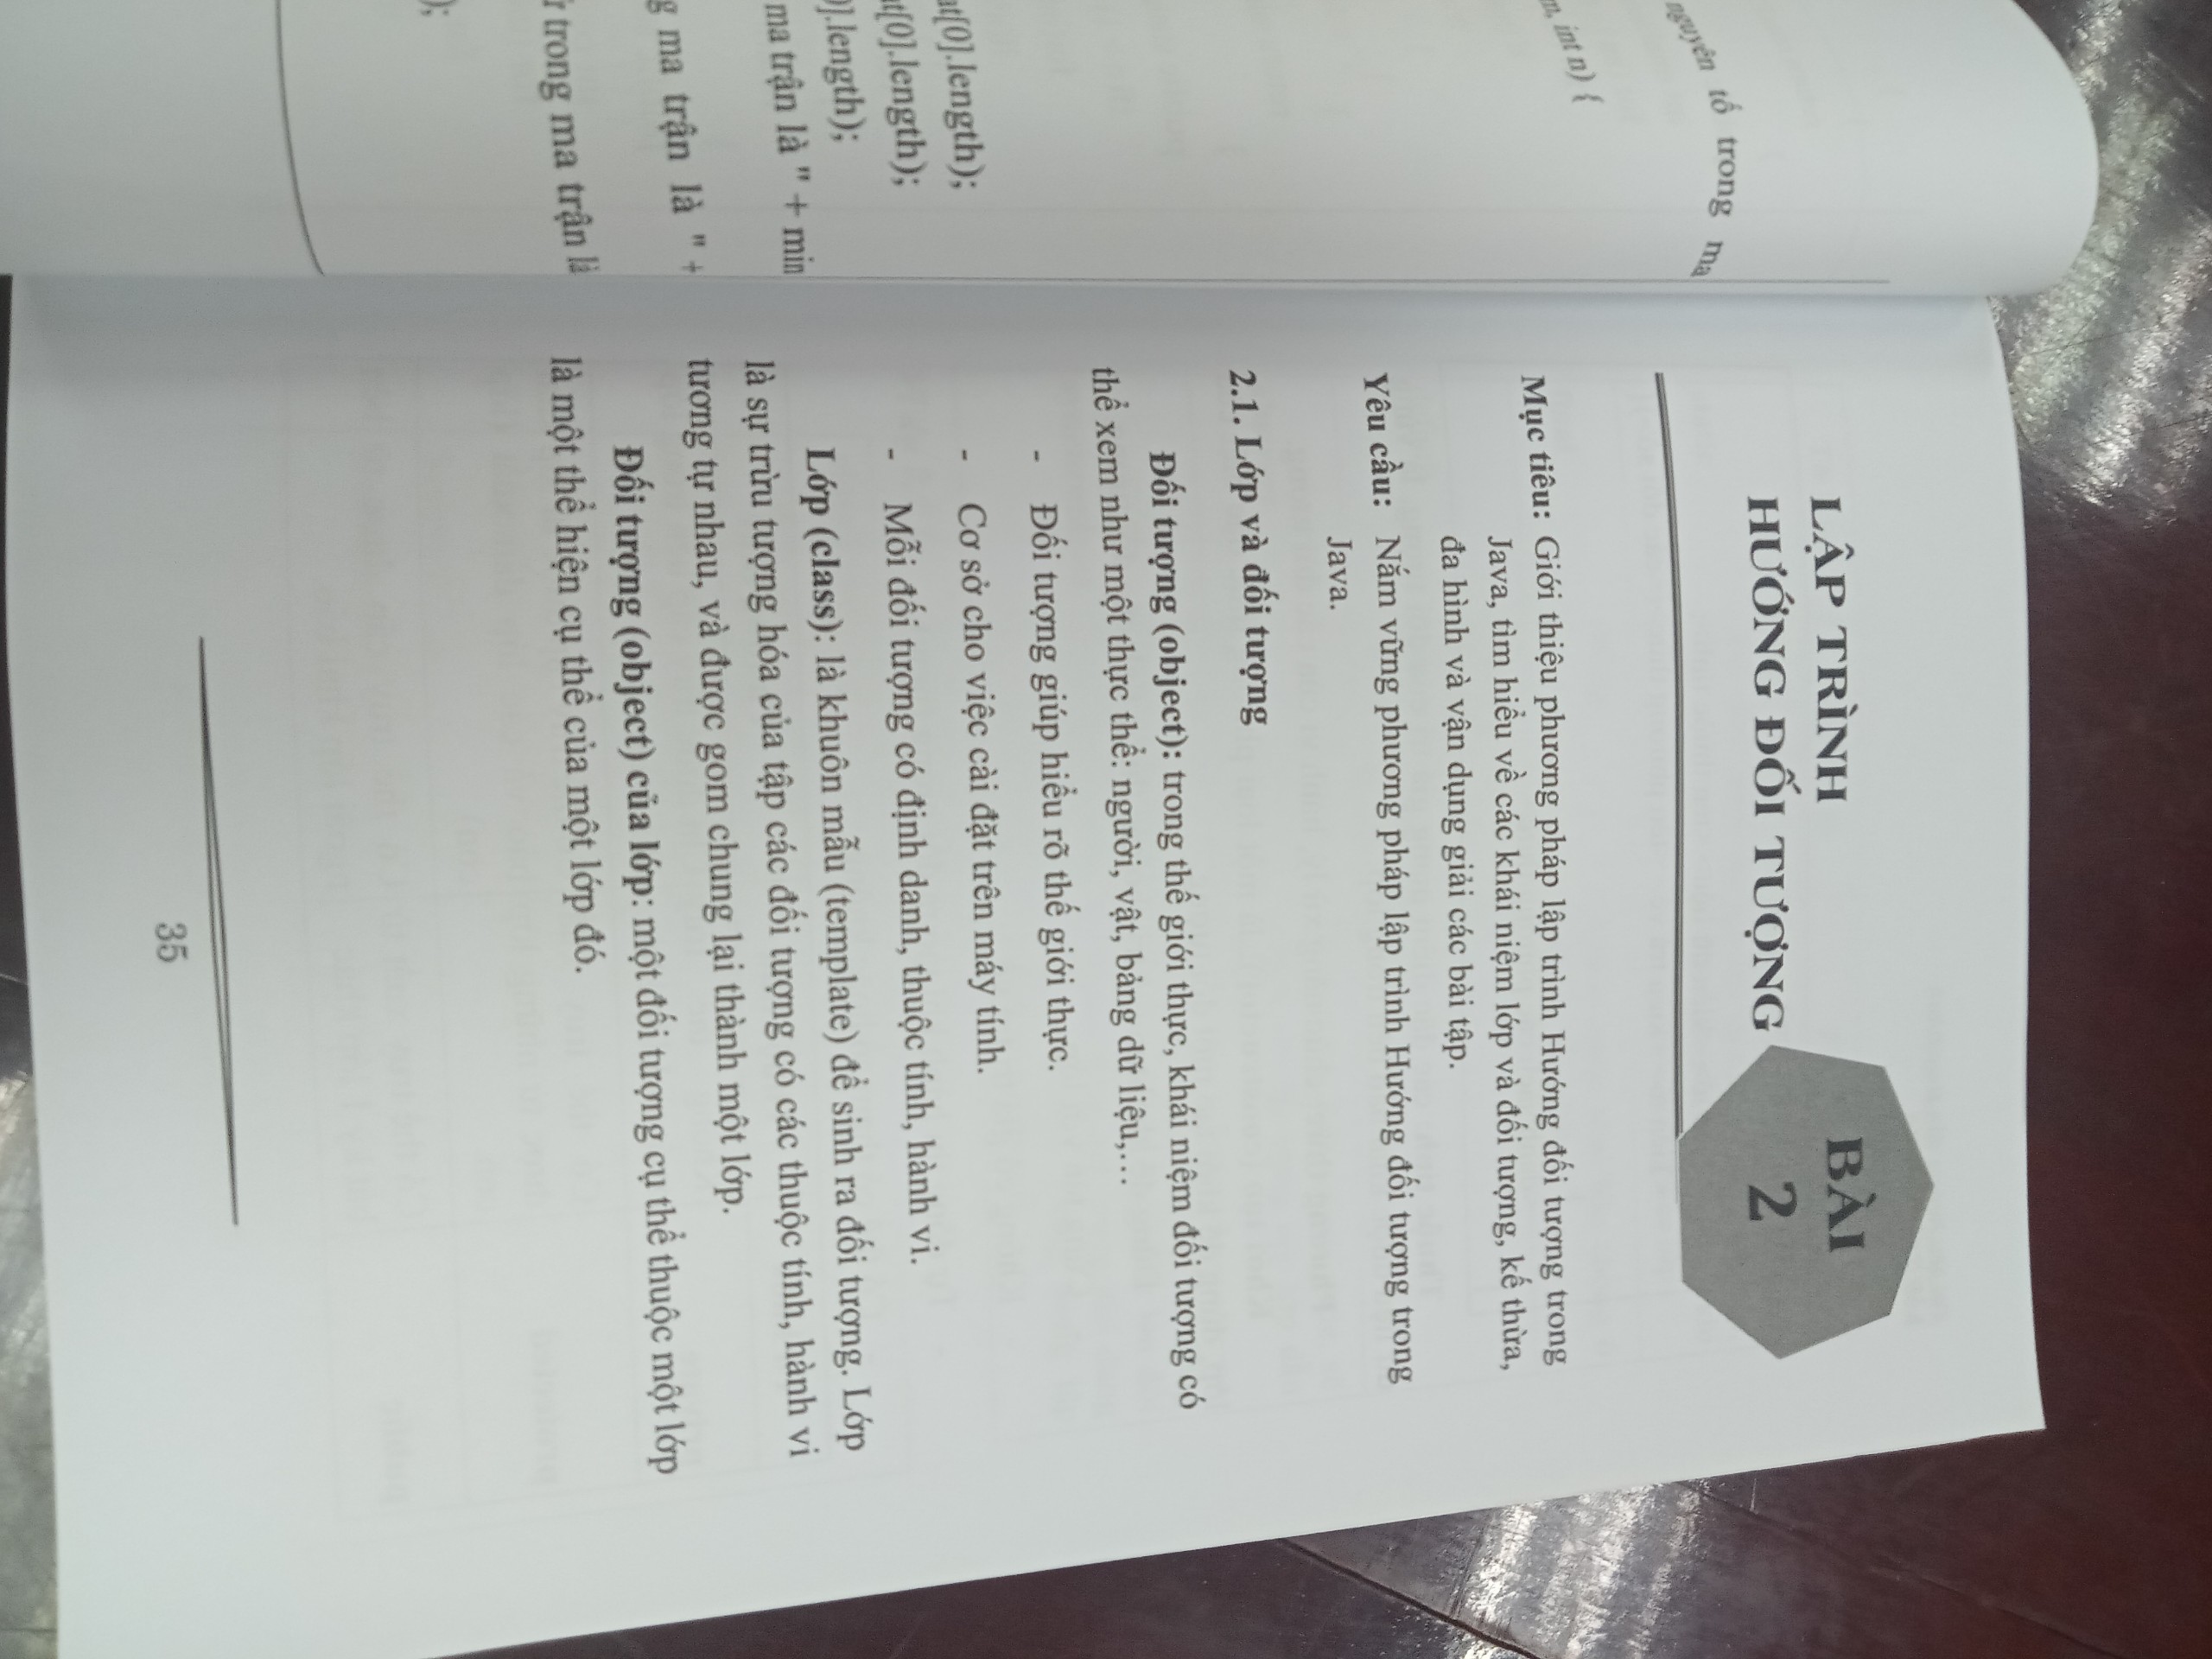 nguyên tố trong ma
m, int n) {
at[0].length);
at[0].length);
0].length);
ma trận là " + min
g ma trận là " +
trong ma trận là
);
LẬP TRÌNH
HƯỚNG ĐỐI TƯỢNG
BÀI
2
Mục tiêu: Giới thiệu phương pháp lập trình Hướng đối tượng trong
Java, tìm hiểu về các khái niệm lớp và đối tượng, kế thừa,
đa hình và vận dụng giải các bài tập.
Yêu cầu: Nắm vững phương pháp lập trình Hướng đối tượng trong
Java.
2.1. Lớp và đối tượng
Đối tượng (object): trong thế giới thực, khái niệm đối tượng có
thể xem như một thực thể: người, vật, bảng dữ liệu,…
- Đối tượng giúp hiểu rõ thế giới thực.
- Cơ sở cho việc cài đặt trên máy tính.
- Mỗi đối tượng có định danh, thuộc tính, hành vi.
Lớp (class): là khuôn mẫu (template) để sinh ra đối tượng. Lớp
là sự trừu tượng hóa của tập các đối tượng có các thuộc tính, hành vi
tương tự nhau, và được gom chung lại thành một lớp.
Đối tượng (object) của lớp: một đối tượng cụ thể thuộc một lớp
là một thể hiện cụ thể của một lớp đó.
35